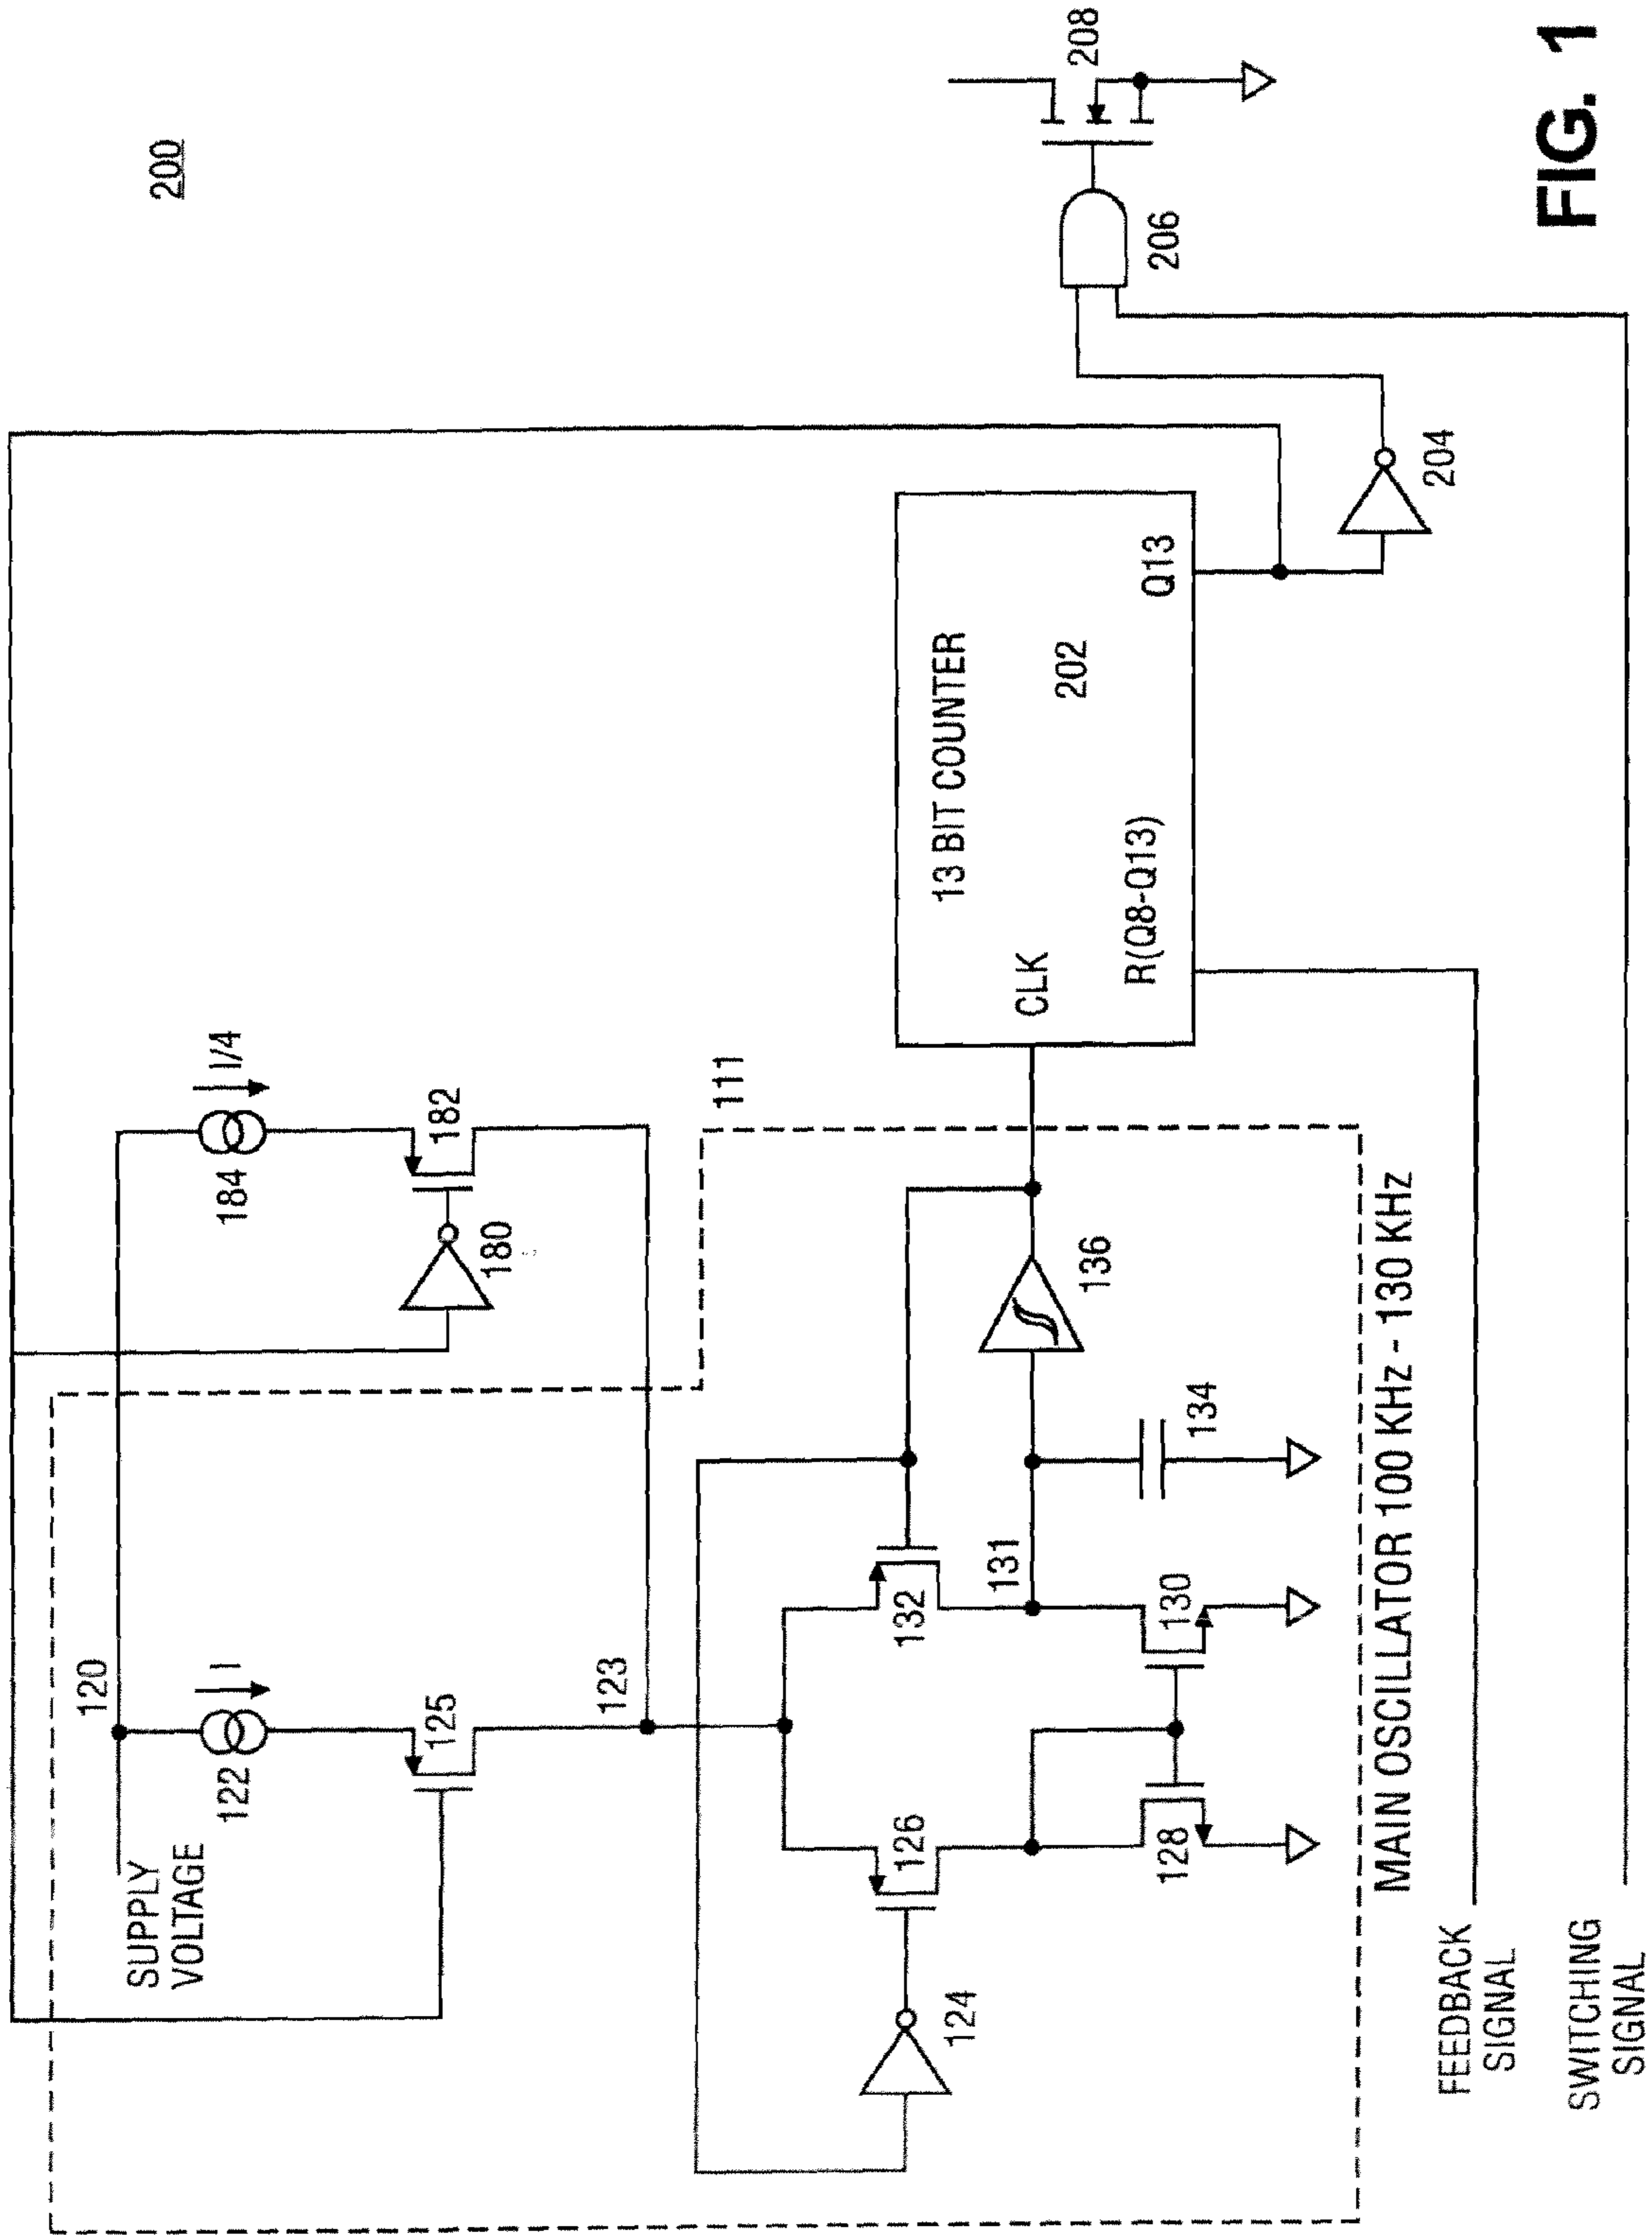 200
120
SUPPLY
VOLTAGE
122
I
125
123
184
I/4
180
182
111
124
126
128
132
131
130
134
136
MAIN OSCILLATOR 100 KHz - 130 KHz
13 BIT COUNTER
CLK
202
R(Q8-Q13)
Q13
204
206
208
FEEDBACK
SIGNAL
SWITCHING
SIGNAL
FIG. 1